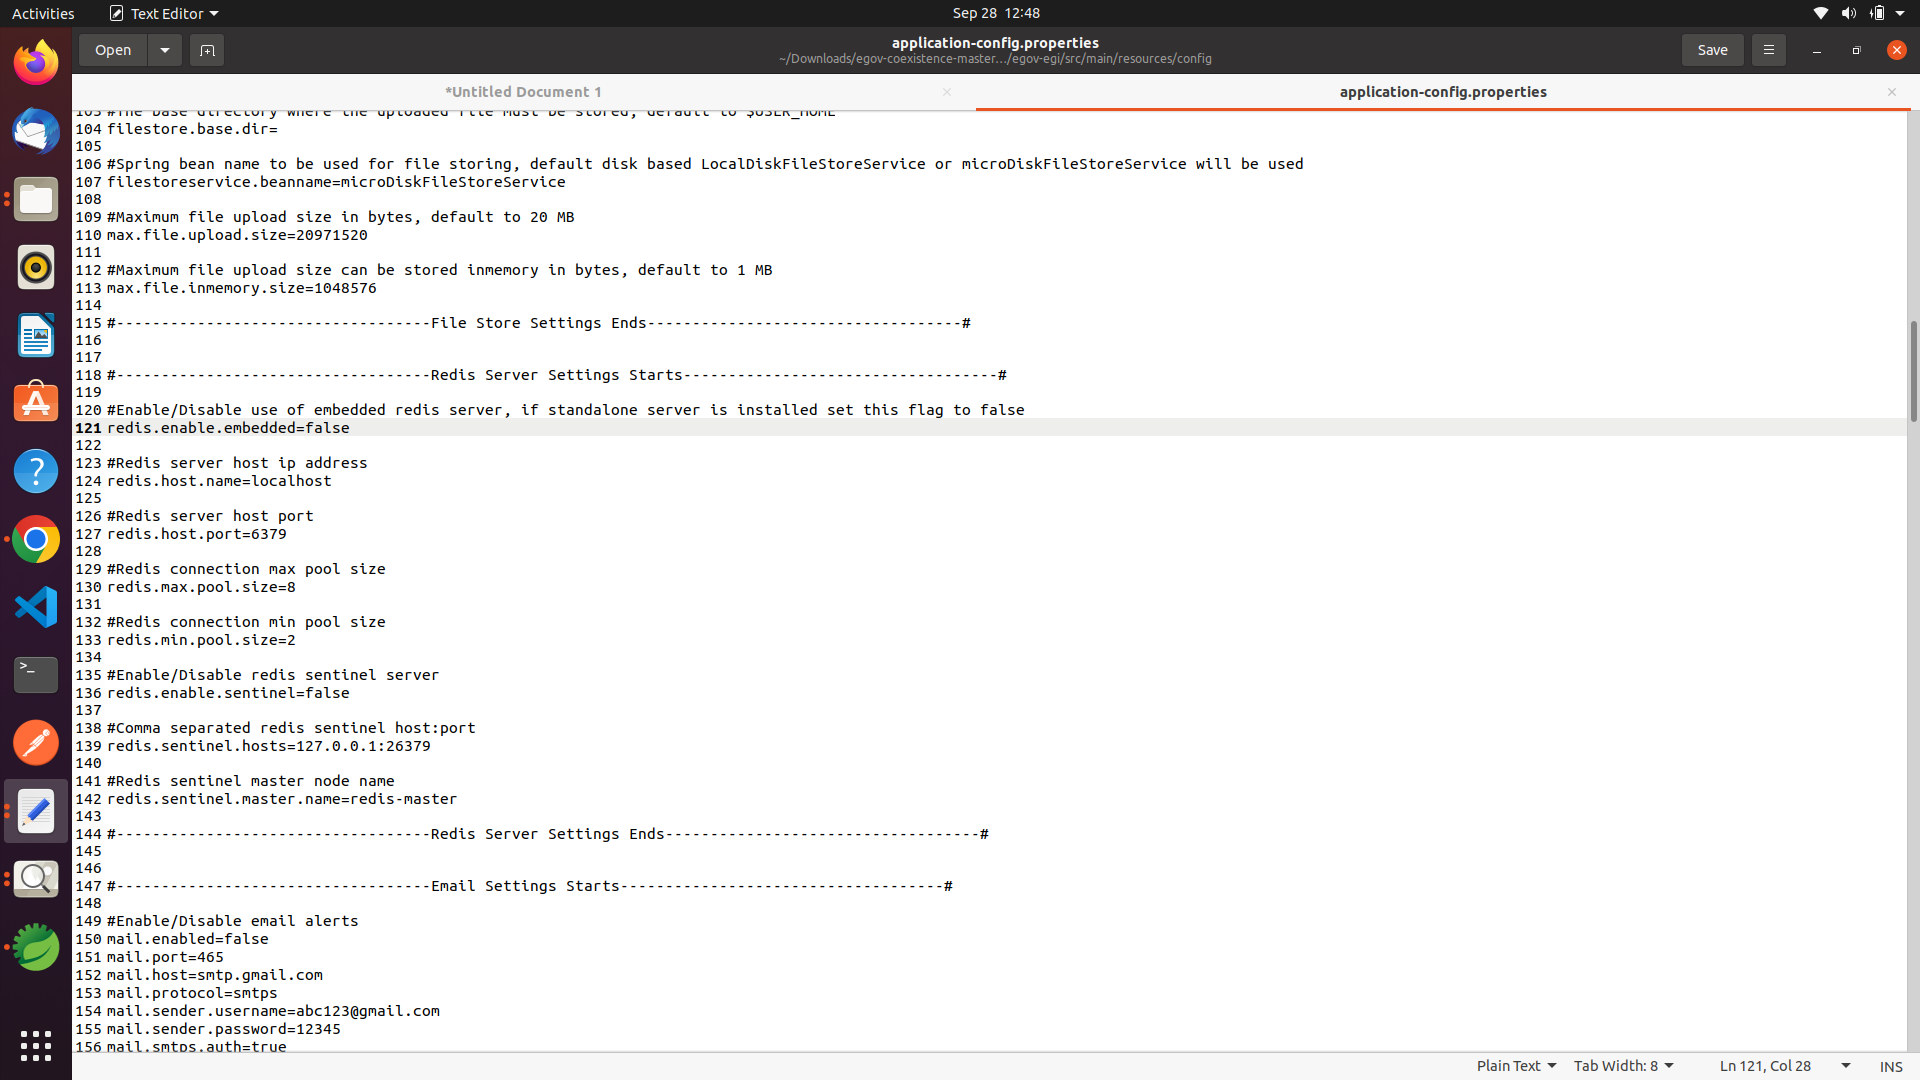 Activities
Text Editor
Sep 28 12:48
Open
application-config.properties
~/Downloads/egov-coexistence-master…/egov-egi/src/main/resources/config
Save
*Untitled Document 1
application-config.properties
103 #The base directory where the uploaded file must be stored, default to $USER_HOME
104 filestore.base.dir=
105
106 #Spring bean name to be used for file storing, default disk based LocalDiskFileStoreService or microDiskFileStoreService will be used
107 filestoreservice.beanname=microDiskFileStoreService
108
109 #Maximum file upload size in bytes, default to 20 MB
110 max.file.upload.size=20971520
111
112 #Maximum file upload size can be stored inmemory in bytes, default to 1 MB
113 max.file.inmemory.size=1048576
114
115 #-----------------------------------File Store Settings Ends-----------------------------------#
116
117
118 #-----------------------------------Redis Server Settings Starts-----------------------------------#
119
120 #Enable/Disable use of embedded redis server, if standalone server is installed set this flag to false
121 redis.enable.embedded=false
122
123 #Redis server host ip address
124 redis.host.name=localhost
125
126 #Redis server host port
127 redis.host.port=6379
128
129 #Redis connection max pool size
130 redis.max.pool.size=8
131
132 #Redis connection min pool size
133 redis.min.pool.size=2
134
135 #Enable/Disable redis sentinel server
136 redis.enable.sentinel=false
137
138 #Comma separated redis sentinel host:port
139 redis.sentinel.hosts=127.0.0.1:26379
140
141 #Redis sentinel master node name
142 redis.sentinel.master.name=redis-master
143
144 #-----------------------------------Redis Server Settings Ends-----------------------------------#
145
146
147 #-----------------------------------Email Settings Starts------------------------------------#
148
149 #Enable/Disable email alerts
150 mail.enabled=false
151 mail.port=465
152 mail.host=smtp.gmail.com
153 mail.protocol=smtps
154 mail.sender.username=abc123@gmail.com
155 mail.sender.password=12345
156 mail.smtps.auth=true
Plain Text
Tab Width: 8
Ln 121, Col 28
INS